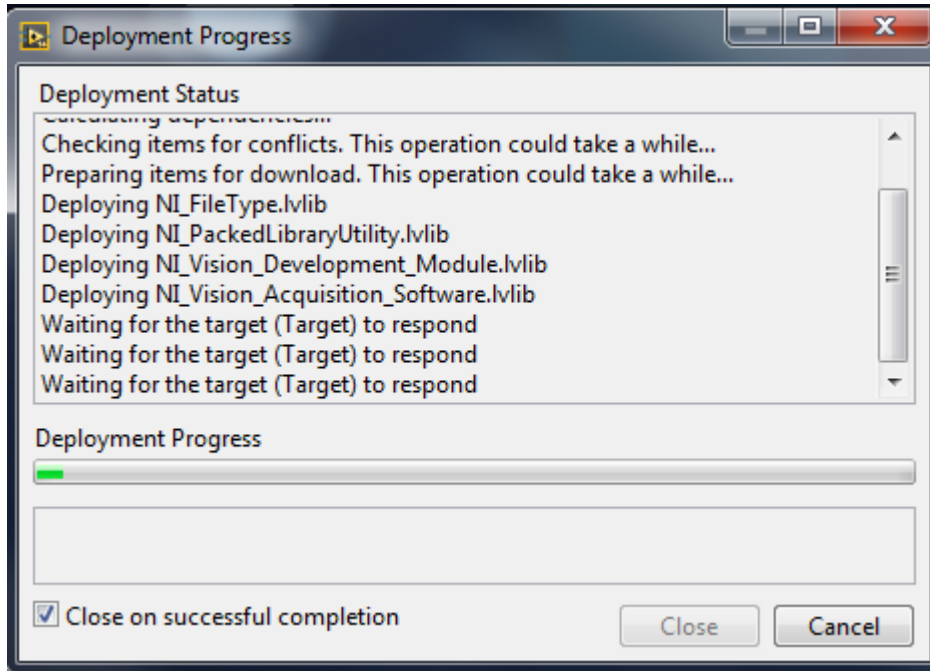 Deployment Progress
Deployment Status
Calculating dependencies...
Checking items for conflicts. This operation could take a while...
Preparing items for download. This operation could take a while...
Deploying NI_FileType.lvlib
Deploying NI_PackedLibraryUtility.lvlib
Deploying NI_Vision_Development_Module.lvlib
Deploying NI_Vision_Acquisition_Software.lvlib
Waiting for the target (Target) to respond
Waiting for the target (Target) to respond
Waiting for the target (Target) to respond
Deployment Progress
Close on successful completion
Close
Cancel